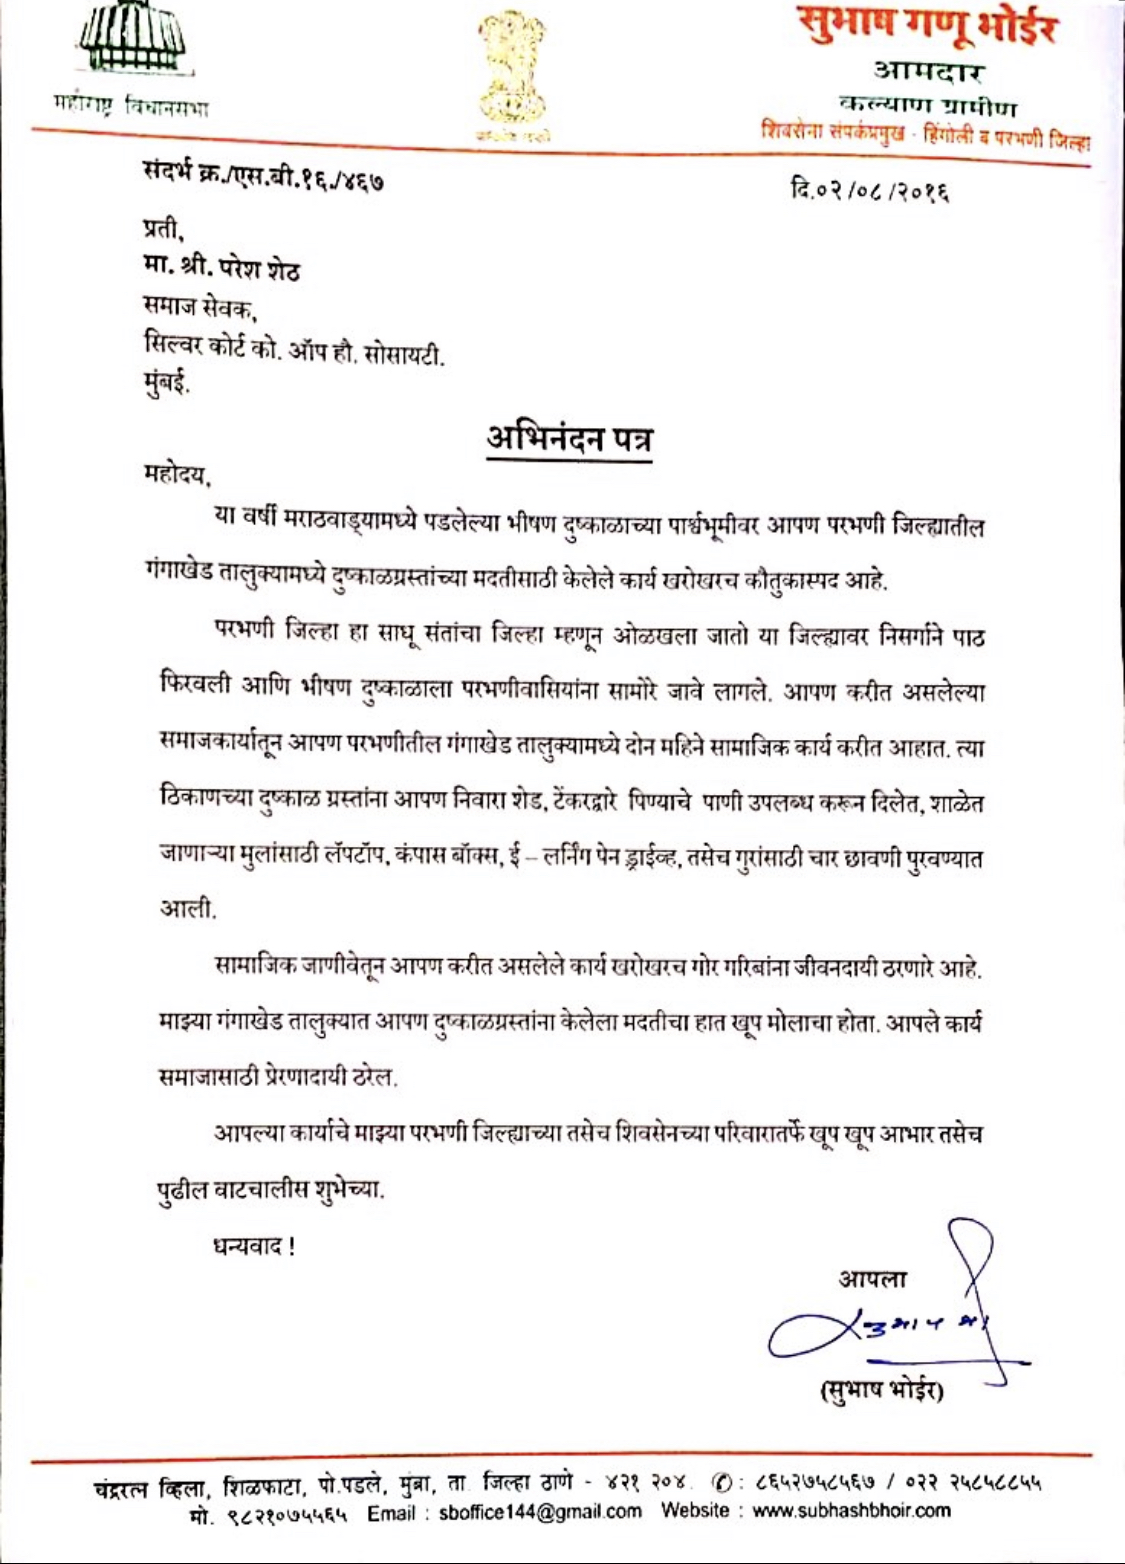 सुभाष गणू भोईर
आमदार
कल्याण ग्रामीण
शिवसेना संपर्कप्रमुख - हिंगोली व परभणी जिल्हा
महाराष्ट्र विधानसभा
संदर्भ क्र./एस.बी.१६./४६७
दि.०२/०८/२०१६
प्रती,
मा. श्री. परेश शेठ
समाज सेवक,
सिल्वर कोर्ट को. ऑप हौ. सोसायटी.
मुंबई.
अभिनंदन पत्र
महोदय,
या वर्षी मराठवाड्यामध्ये पडलेल्या भीषण दुष्काळाच्या पार्श्वभूमीवर आपण परभणी जिल्ह्यातील
गंगाखेड तालुक्यामध्ये दुष्काळग्रस्तांच्या मदतीसाठी केलेले कार्य खरोखरच कौतुकास्पद आहे.
परभणी जिल्हा हा साधू संतांचा जिल्हा म्हणून ओळखला जातो या जिल्ह्यावर निसर्गाने पाठ
फिरवली आणि भीषण दुष्काळाला परभणीवासियांना सामोरे जावे लागले. आपण करीत असलेल्या
समाजकार्यातून आपण परभणीतील गंगाखेड तालुक्यामध्ये दोन महिने सामाजिक कार्य करीत आहात. त्या
ठिकाणच्या दुष्काळ ग्रस्तांना आपण निवारा शेड, टेंकरद्वारे पिण्याचे पाणी उपलब्ध करून दिलेत, शाळेत
जाणाऱ्या मुलांसाठी लॅपटॉप, कंपास बॉक्स, ई – लर्निंग पेन ड्राईव्ह, तसेच गुरांसाठी चार छावणी पुरवण्यात
आली.
सामाजिक जाणीवेतून आपण करीत असलेले कार्य खरोखरच गोर गरिबांना जीवनदायी ठरणारे आहे.
माझ्या गंगाखेड तालुक्यात आपण दुष्काळग्रस्तांना केलेला मदतीचा हात खूप मोलाचा होता. आपले कार्य
समाजासाठी प्रेरणादायी ठरेल.
आपल्या कार्याचे माझ्या परभणी जिल्ह्याच्या तसेच शिवसेनच्या परिवारातर्फे खूप खूप आभार तसेच
पुढील वाटचालीस शुभेच्या.
धन्यवाद !
आपला
(सुभाष भोईर)
चंद्ररत्न व्हिला, शिळफाटा, पो.पडले, मुंब्रा, ता. जिल्हा ठाणे - ४२१ २०४. ✆ : ८६५२७५८५६७ / ०२२ २५८५८८५५
मो. ९८२१०७५५६५ Email : sboffice144@gmail.com Website : www.subhashbhoir.com